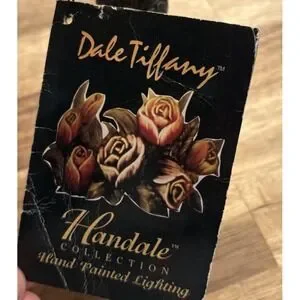 Dale Tiffany™
Handale™
COLLECTION
Hand Painted Lighting